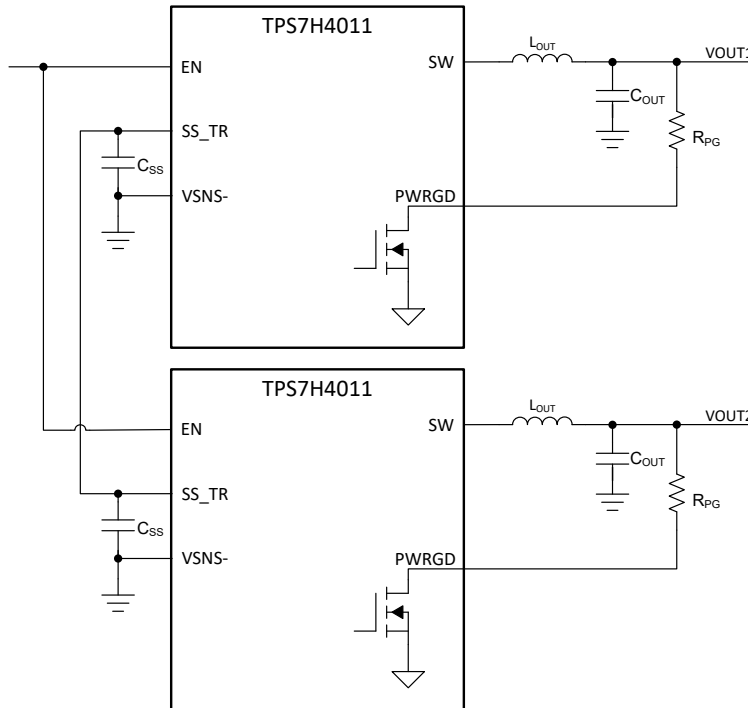 TPS7H4011
EN
SW
L_OUT
VOUT1
C_OUT
R_PG
SS_TR
C_SS
VSNS-
PWRGD
TPS7H4011
EN
SW
L_OUT
VOUT2
C_OUT
R_PG
SS_TR
C_SS
VSNS-
PWRGD